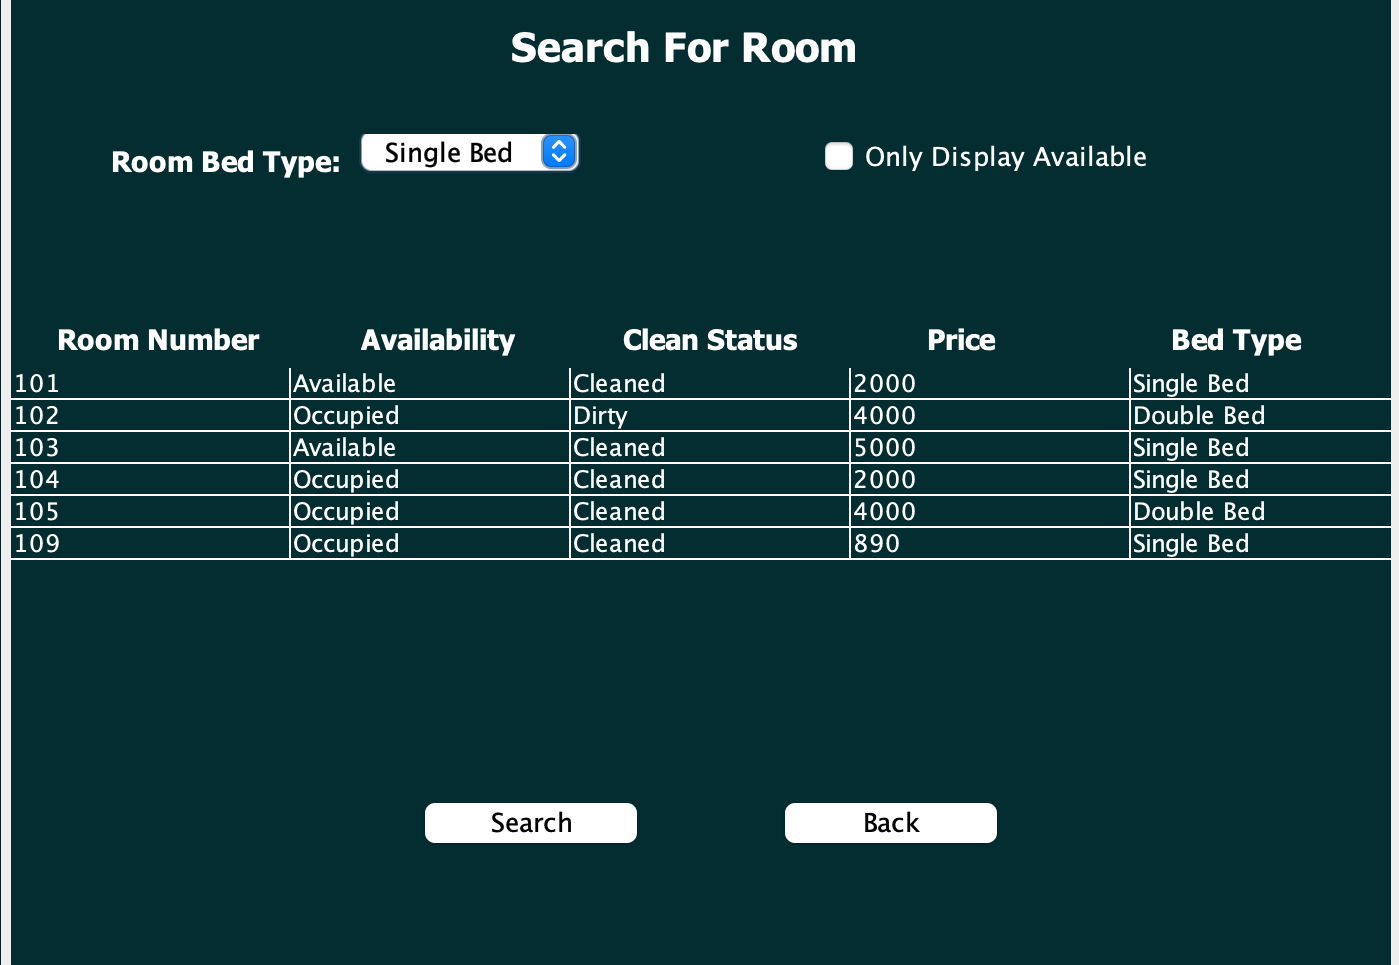 Search For Room
Room Bed Type: Single Bed Only Display Available
Room Number Availability Clean Status Price Bed Type
101 Available Cleaned 2000 Single Bed
102 Occupied Dirty 4000 Double Bed
103 Available Cleaned 5000 Single Bed
104 Occupied Cleaned 2000 Single Bed
105 Occupied Cleaned 4000 Double Bed
109 Occupied Cleaned 890 Single Bed
Search Back